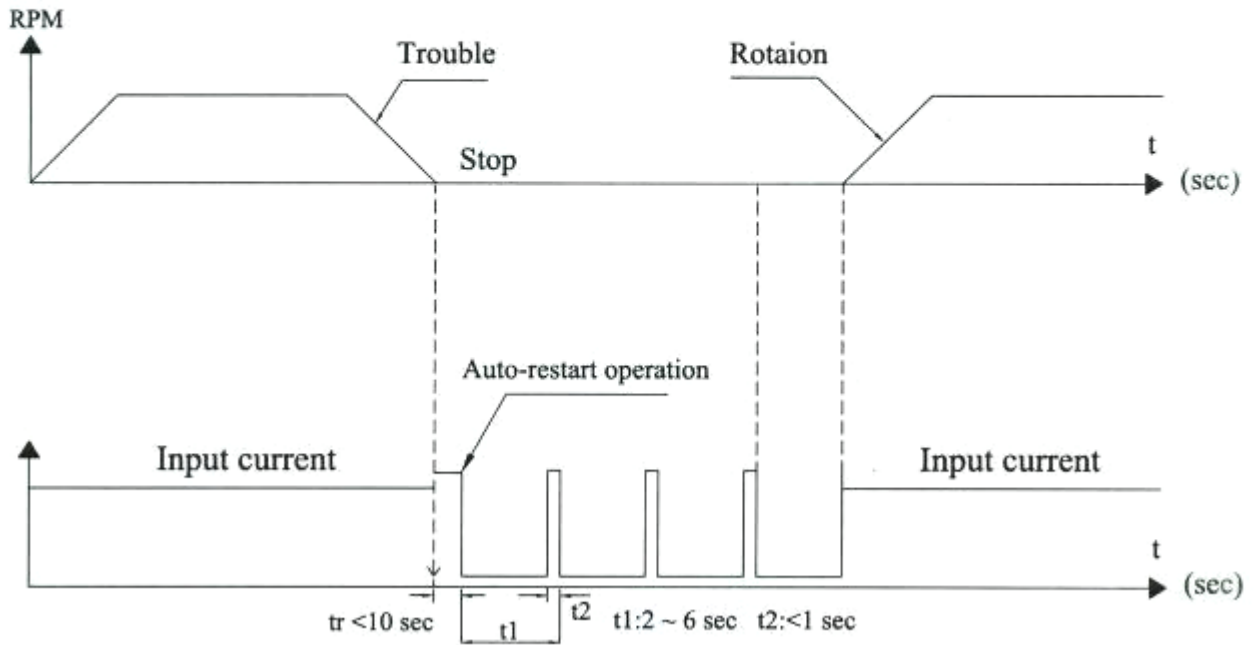 RPM
Trouble
Rotaion
Stop
t
(sec)
Auto-restart operation
Input current
Input current
t
(sec)
tr <10 sec
t1
t2
t1:2 ~ 6 sec
t2:<1 sec